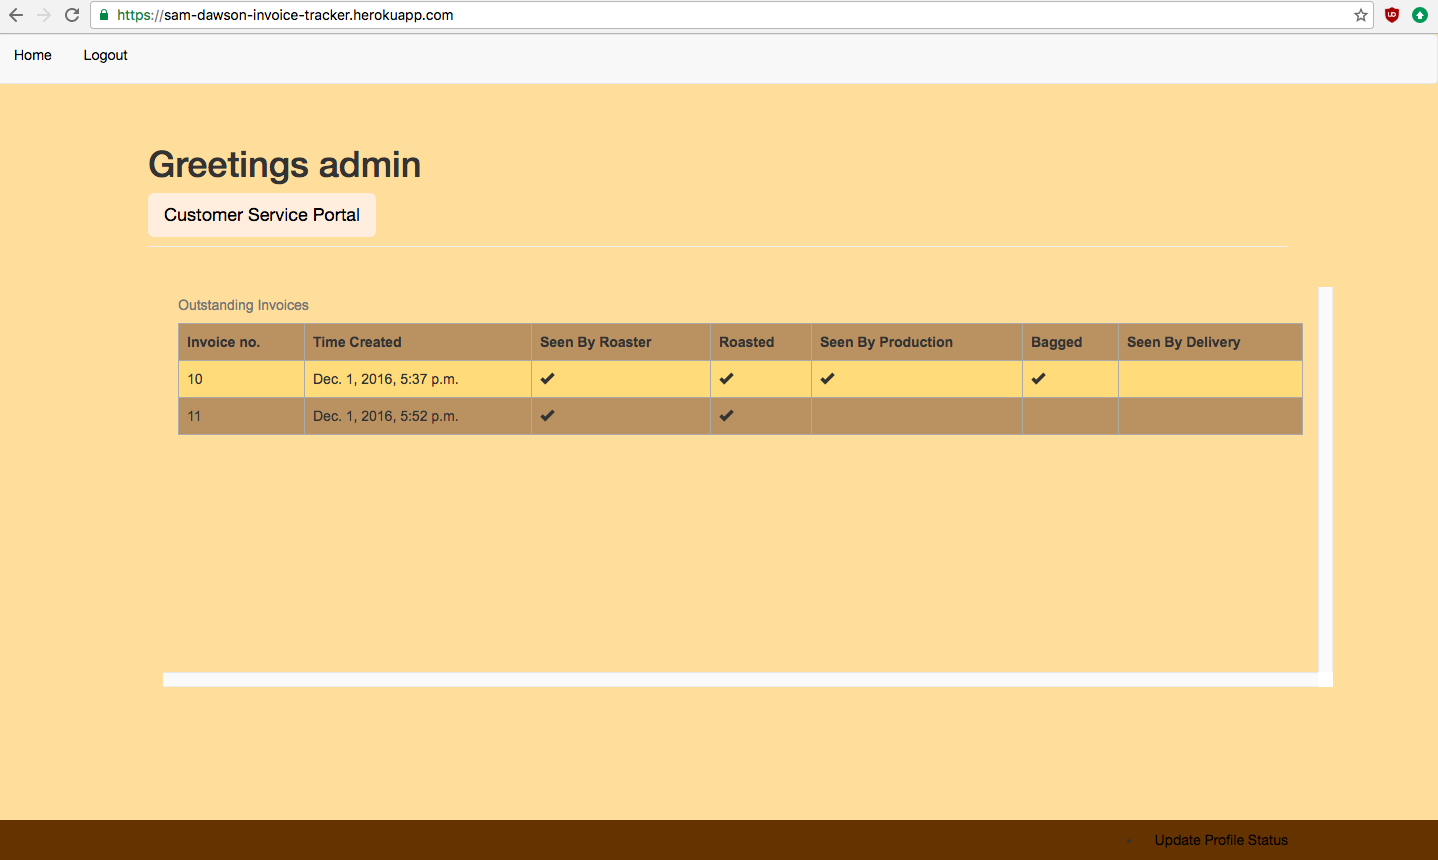 https://sam-dawson-invoice-tracker.herokuapp.com
Home Logout
Greetings admin
Customer Service Portal
Outstanding Invoices
Invoice no. Time Created Seen By Roaster Roasted Seen By Production Bagged Seen By Delivery
10 Dec. 1, 2016, 5:37 p.m. ✔ ✔ ✔ ✔
11 Dec. 1, 2016, 5:52 p.m. ✔ ✔
Update Profile Status